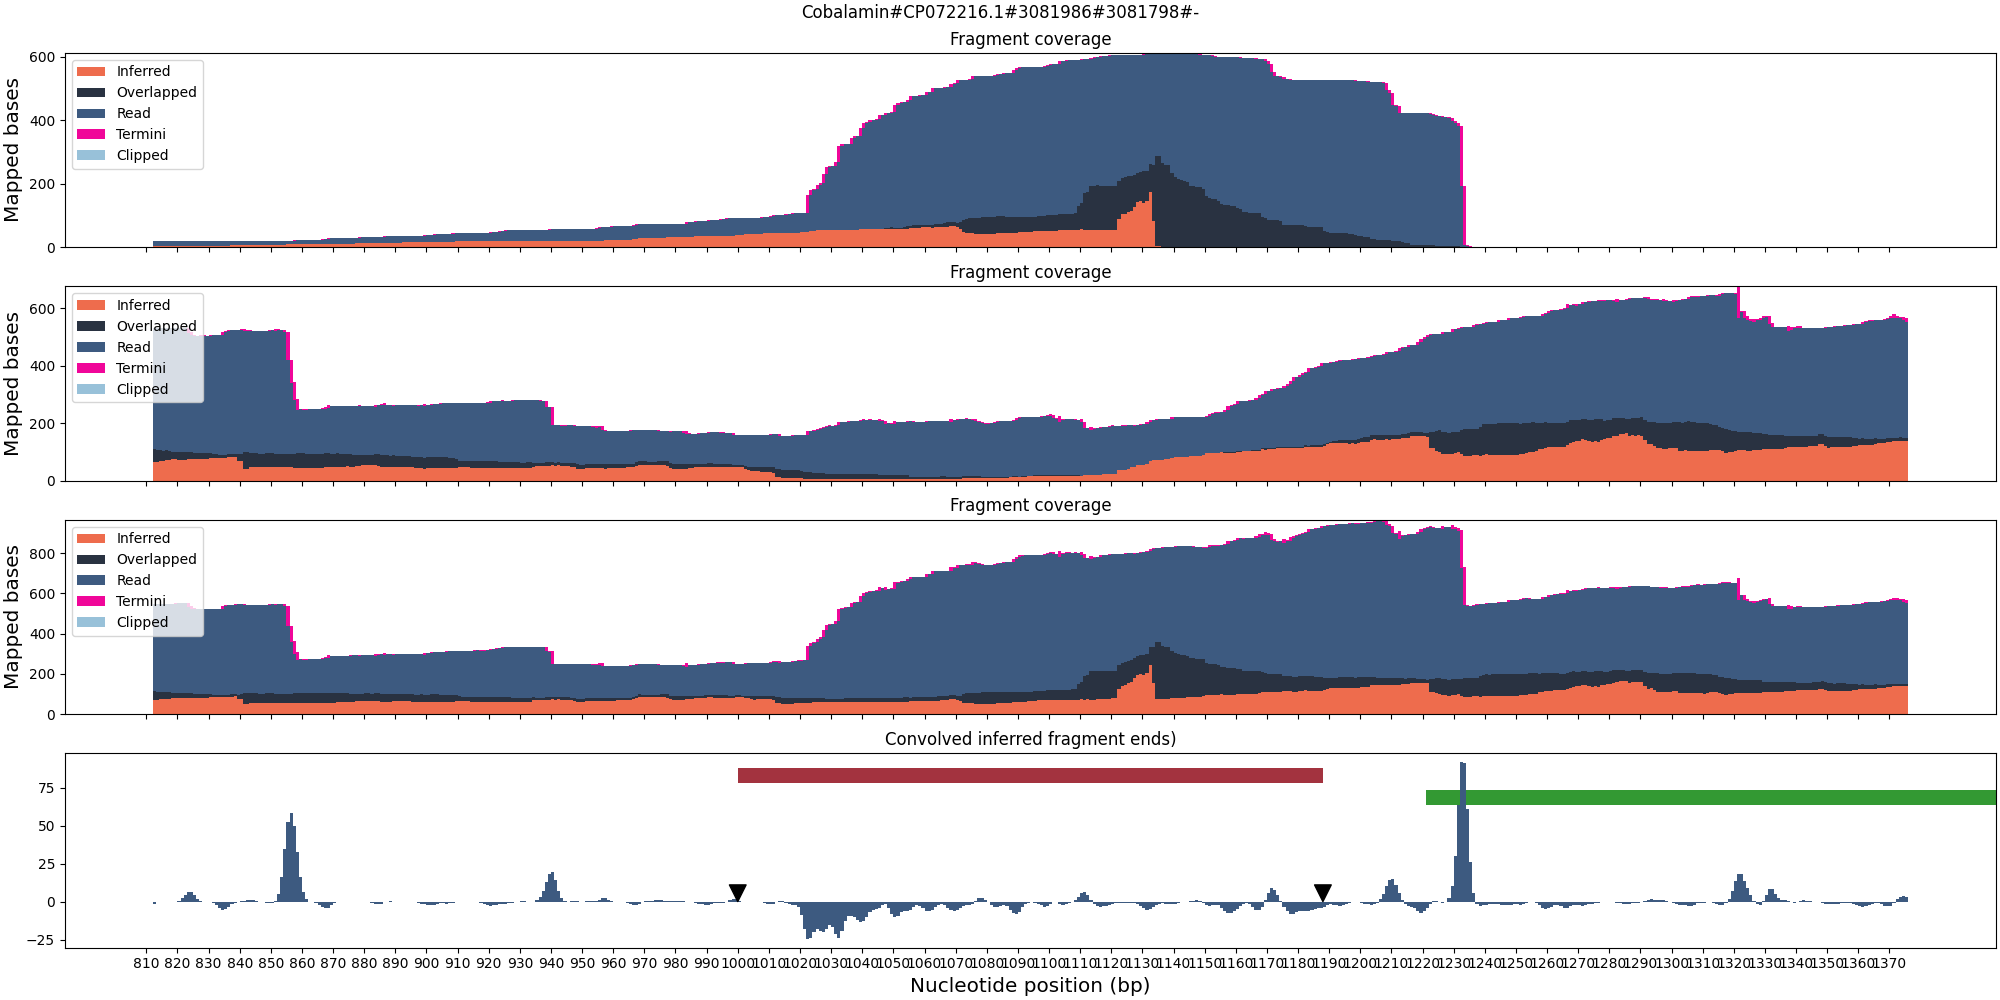 Cobalamin#CP072216.1#3081986#3081798#-
Fragment coverage
Mapped bases
600
400
200
0
Inferred
Overlapped
Read
Termini
Clipped
Fragment coverage
Mapped bases
600
400
200
0
Inferred
Overlapped
Read
Termini
Clipped
Fragment coverage
Mapped bases
800
600
400
200
0
Inferred
Overlapped
Read
Termini
Clipped
Convolved inferred fragment ends)
75
50
25
0
−25
810 820 830 840 850 860 870 880 890 900 910 920 930 940 950 960 970 980 990 1000 1010 1020 1030 1040 1050 1060 1070 1080 1090 1100 1110 1120 1130 1140 1150 1160 1170 1180 1190 1200 1210 1220 1230 1240 1250 1260 1270 1280 1290 1300 1310 1320 1330 1340 1350 1360 1370
Nucleotide position (bp)